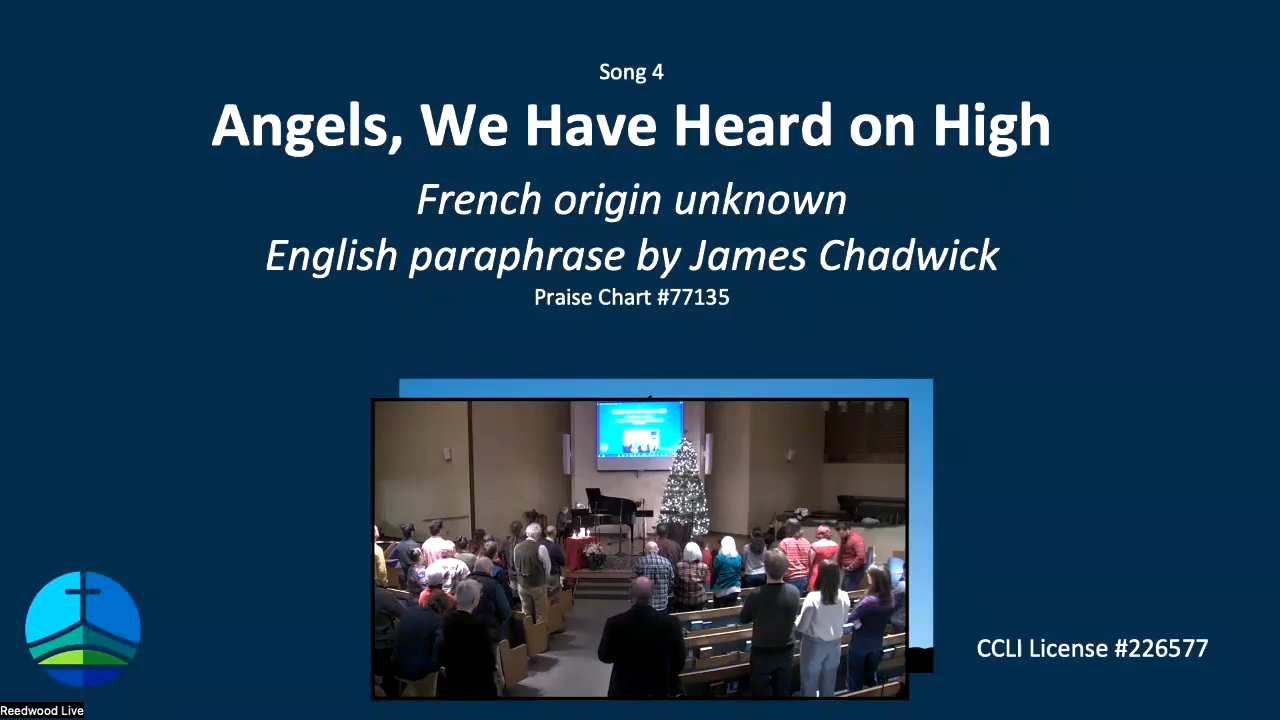 Song 4
Angels, We Have Heard on High
French origin unknown
English paraphrase by James Chadwick
Praise Chart #77135
CCLI License #226577
Reedwood Live